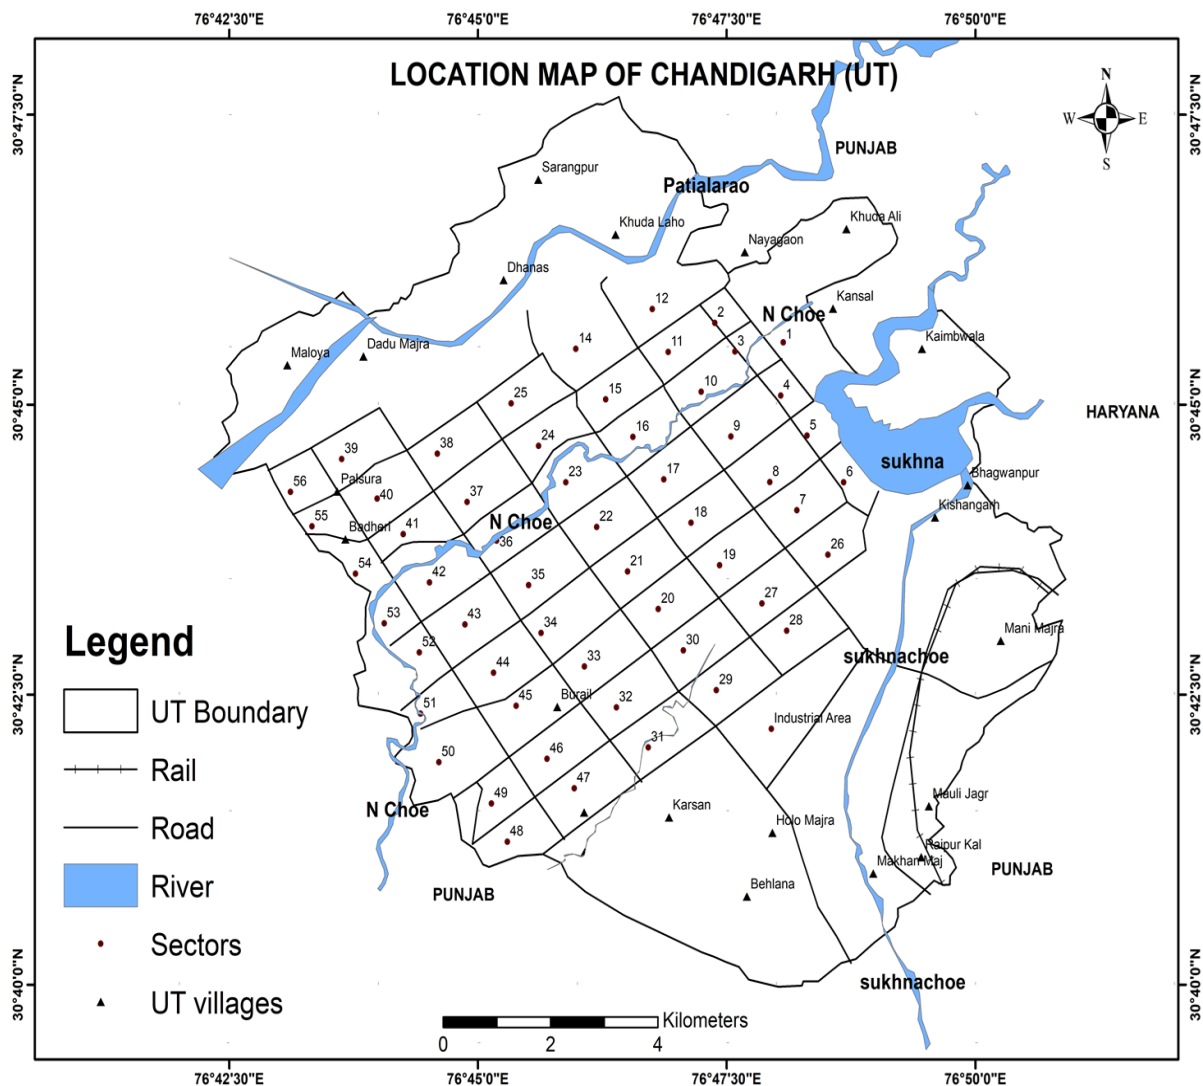 76°42'30"E 76°45'0"E 76°47'30"E 76°50'0"E
LOCATION MAP OF CHANDIGARH (UT)
N
W E
S
30°47'30"N 30°47'30"N
PUNJAB
Sarangpur
Patialarao
Khuda Laho Khuda Ali
Nayagaon
Dhanas
12 Kansal
2 N Choe
1
Dadu Majra 14 11 3 Kaimbwala
Maloya
25 15 10 4
30°45'0"N 30°45'0"N
HARYANA
16 9 5
39 38 24
sukhna
56 Palsura 40 37 23 17 8 6 Bhagwanpur
55 Badheri 41 N Choe 22 18 7 Kishangarh
36
54 42 35 21 19 26
53 43 34 20 27
52 33 30 28 Mani Majra
sukhnachoe
44
Legend
30°42'30"N 30°42'30"N
51 45 Burail 32 29
UT Boundary
Industrial Area
50 46 31
Rail
49 47
N Choe Karsan Mauli Jagr
Road
48 Holo Majra
Raipur Kal
Makhan Maj
PUNJAB
PUNJAB Behlana
River
Sectors
30°40'0"N 30°40'0"N
sukhnachoe
UT villages
Kilometers
0 2 4
76°42'30"E 76°45'0"E 76°47'30"E 76°50'0"E